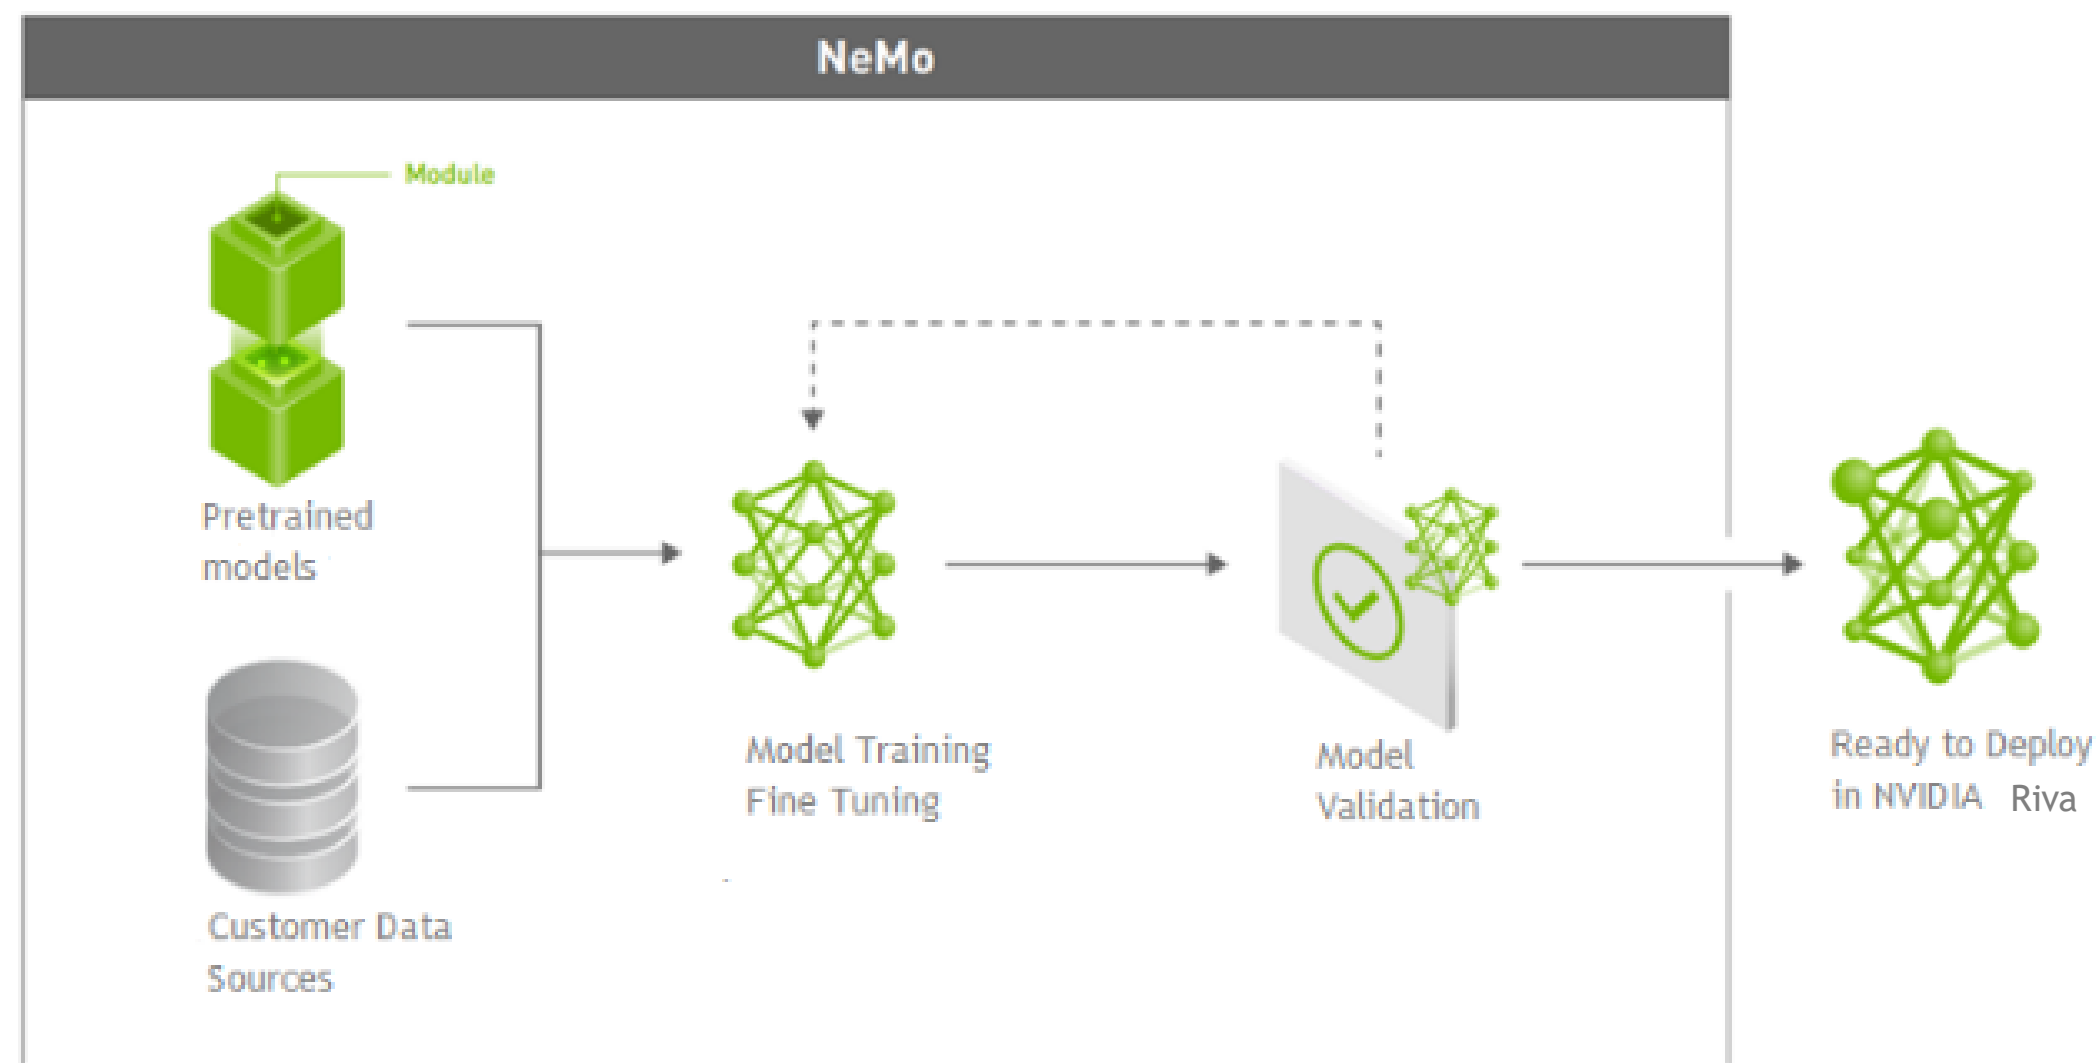 NeMo
Module
Pretrained
models
Customer Data
Sources
Model Training
Fine Tuning
Model
Validation
Ready to Deploy
in NVIDIA Riva